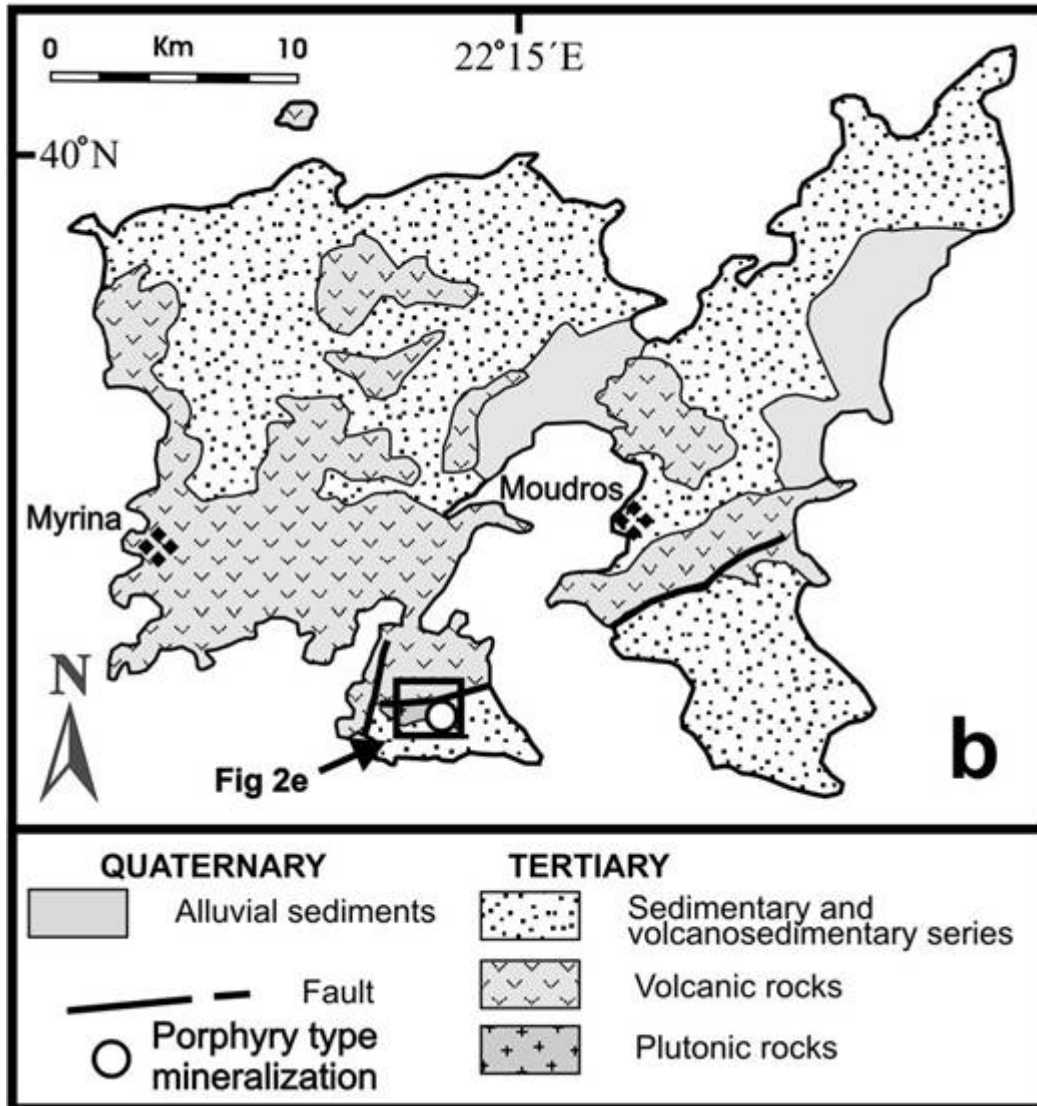 0 Km 10
22°15´E
40°N
Moudros
Myrina
N
Fig 2e
b
QUATERNARY
Alluvial sediments
Fault
Porphyry type
mineralization
TERTIARY
Sedimentary and
volcanosedimentary series
Volcanic rocks
Plutonic rocks